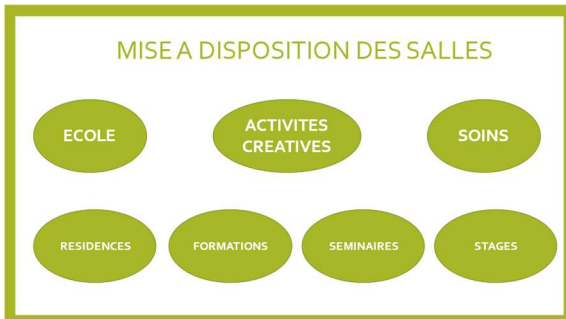 MISE A DISPOSITION DES SALLES
ECOLE
ACTIVITES
CREATIVES
SOINS
RESIDENCES
FORMATIONS
SEMINAIRES
STAGES